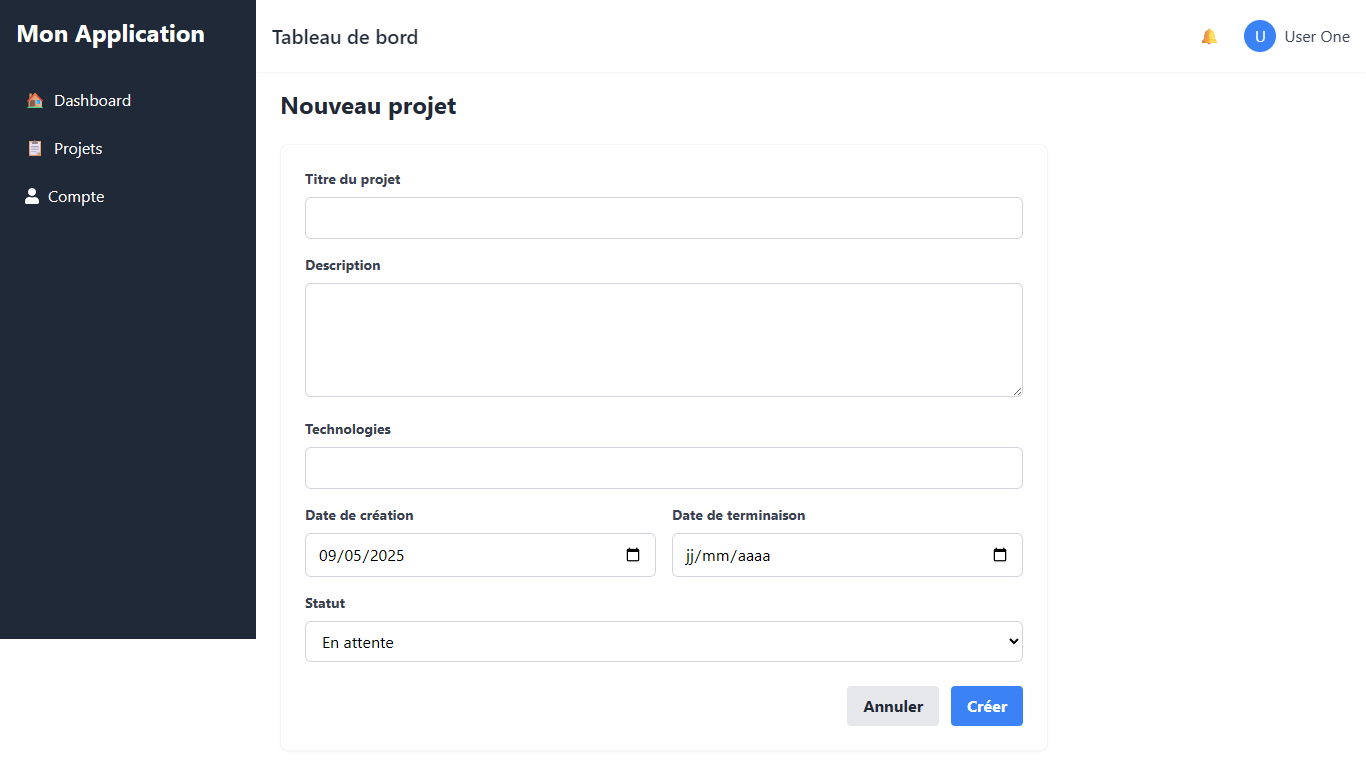 Mon Application
Dashboard
Projets
Compte
Tableau de bord
U User One
Nouveau projet
Titre du projet
Description
Technologies
Date de création Date de terminaison
09/05/2025 jj/mm/aaaa
Statut
En attente
Annuler Créer